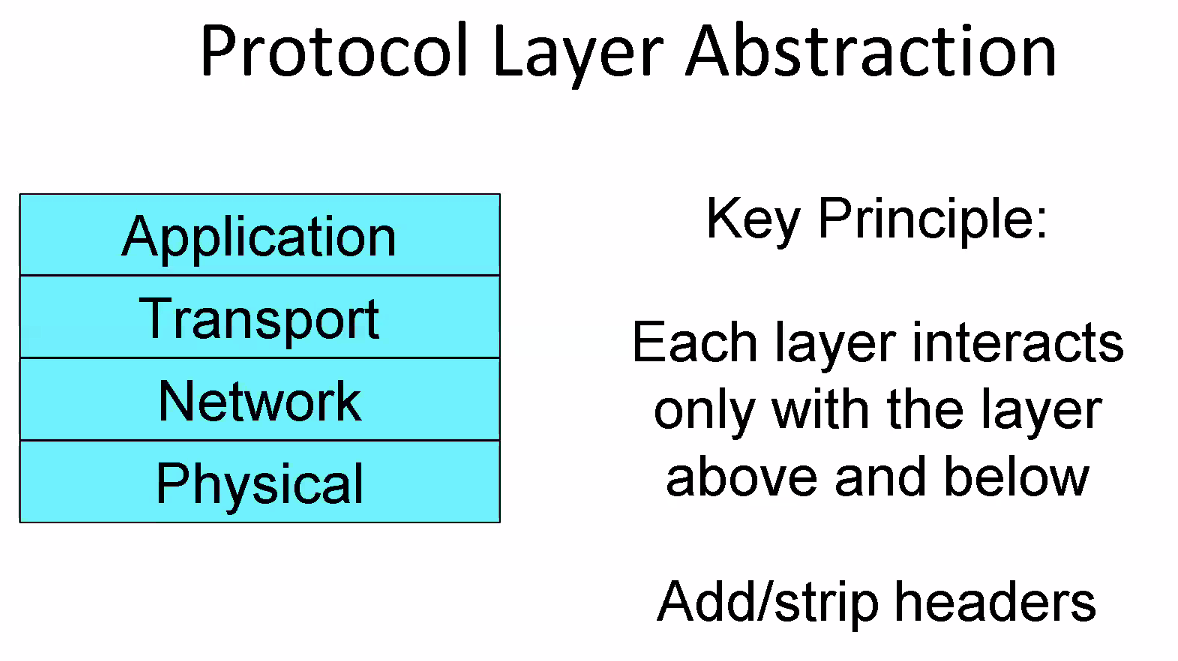 Protocol Layer Abstraction
Application
Transport
Network
Physical
Key Principle:
Each layer interacts
only with the layer
above and below
Add/strip headers